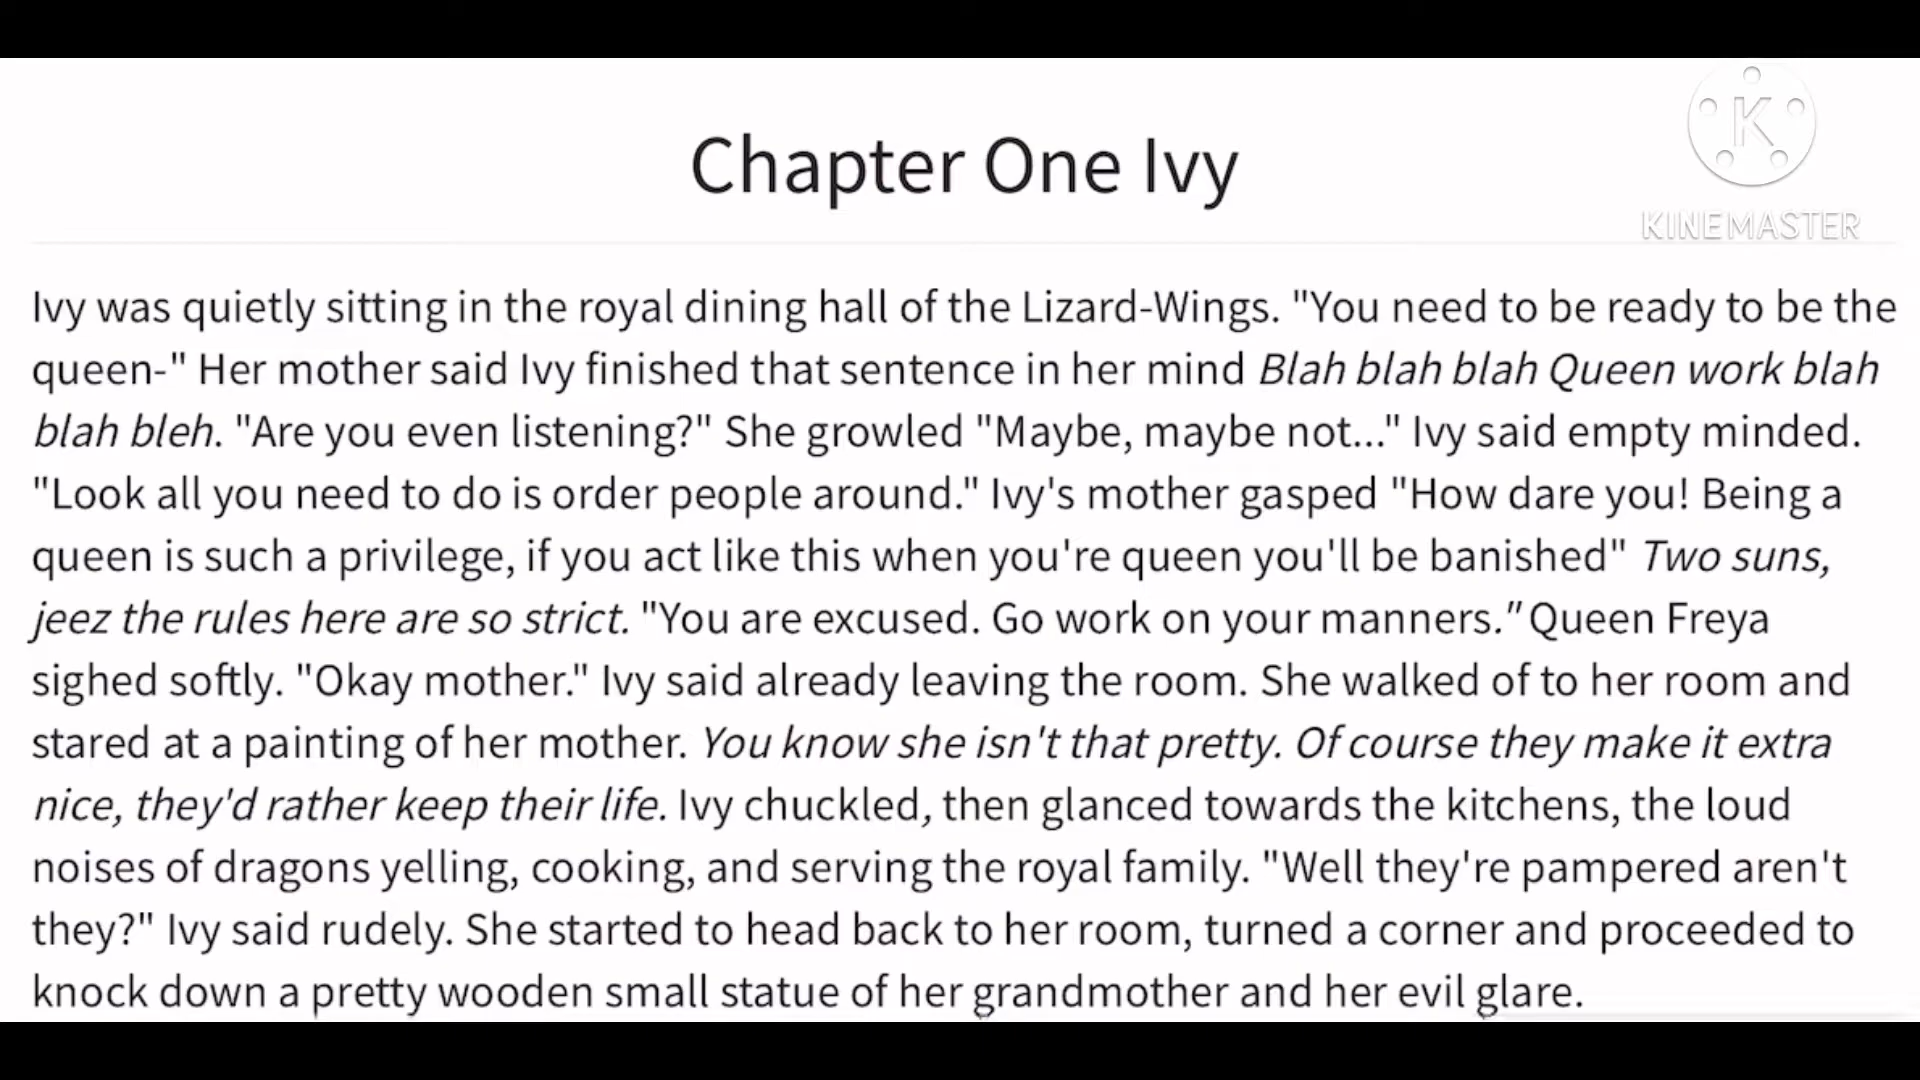 Chapter One Ivy
K
KINEMASTER
Ivy was quietly sitting in the royal dining hall of the Lizard-Wings. "You need to be ready to be the
queen-" Her mother said Ivy finished that sentence in her mind Blah blah blah Queen work blah
blah bleh. "Are you even listening?" She growled "Maybe, maybe not..." Ivy said empty minded.
"Look all you need to do is order people around." Ivy's mother gasped "How dare you! Being a
queen is such a privilege, if you act like this when you're queen you'll be banished" Two suns,
jeez the rules here are so strict. "You are excused. Go work on your manners." Queen Freya
sighed softly. "Okay mother." Ivy said already leaving the room. She walked of to her room and
stared at a painting of her mother. You know she isn't that pretty. Of course they make it extra
nice, they'd rather keep their life. Ivy chuckled, then glanced towards the kitchens, the loud
noises of dragons yelling, cooking, and serving the royal family. "Well they're pampered aren't
they?" Ivy said rudely. She started to head back to her room, turned a corner and proceeded to
knock down a pretty wooden small statue of her grandmother and her evil glare.